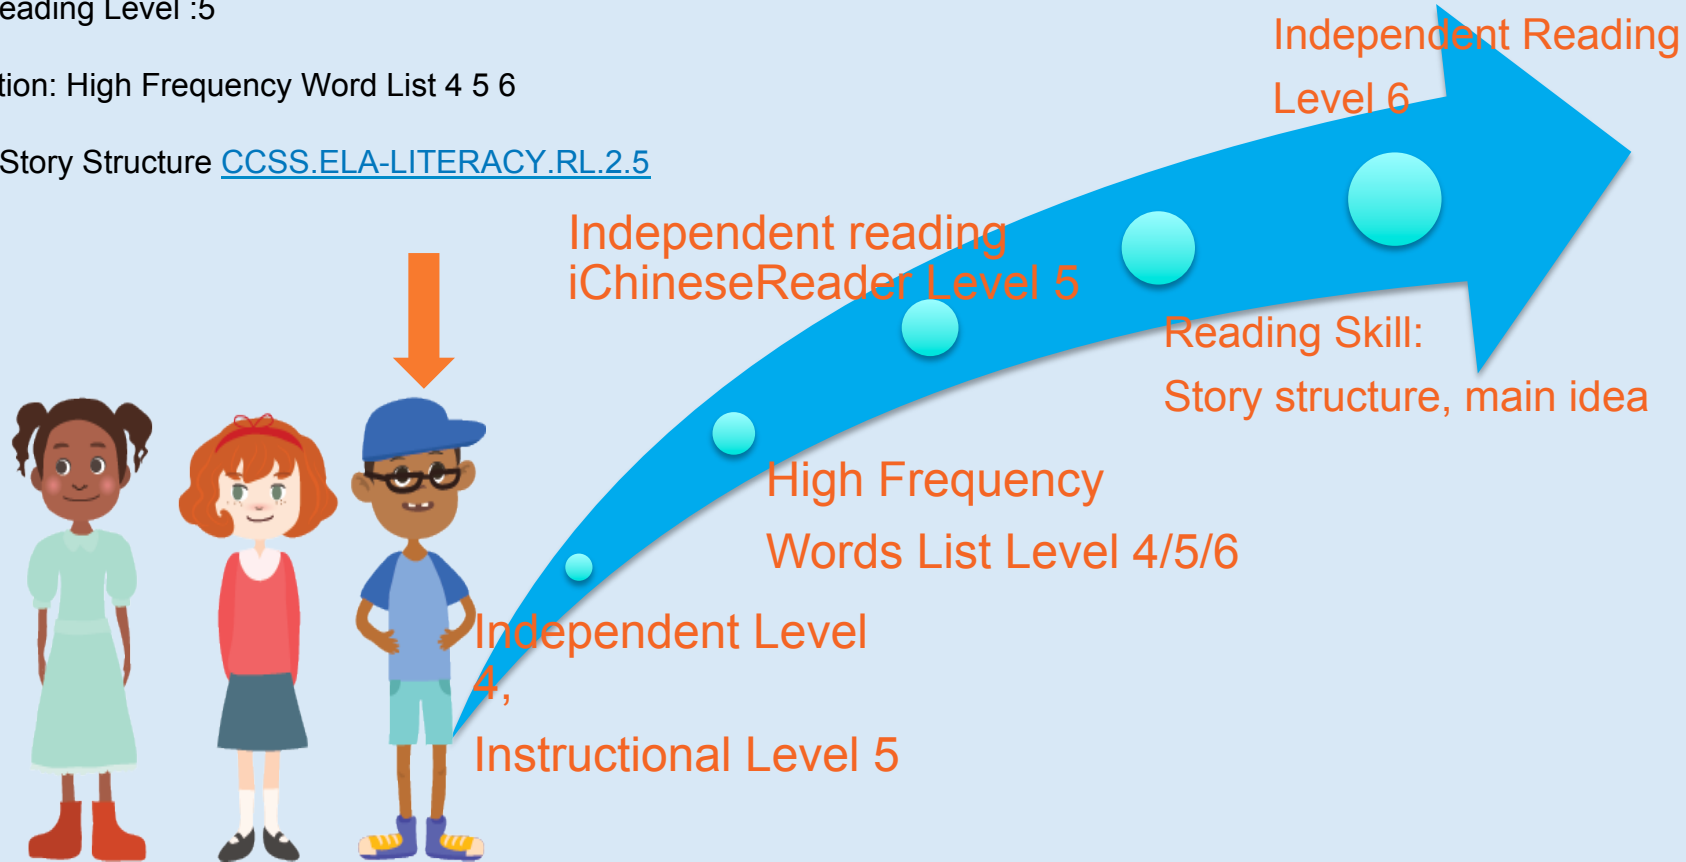 eading Level :5
tion: High Frequency Word List 4 5 6
Story Structure CCSS.ELA-LITERACY.RL.2.5
Independent Reading
Level 6
Independent reading
iChineseReader Level 5
Reading Skill:
Story structure, main idea
High Frequency
Words List Level 4/5/6
Independent Level
4,
Instructional Level 5